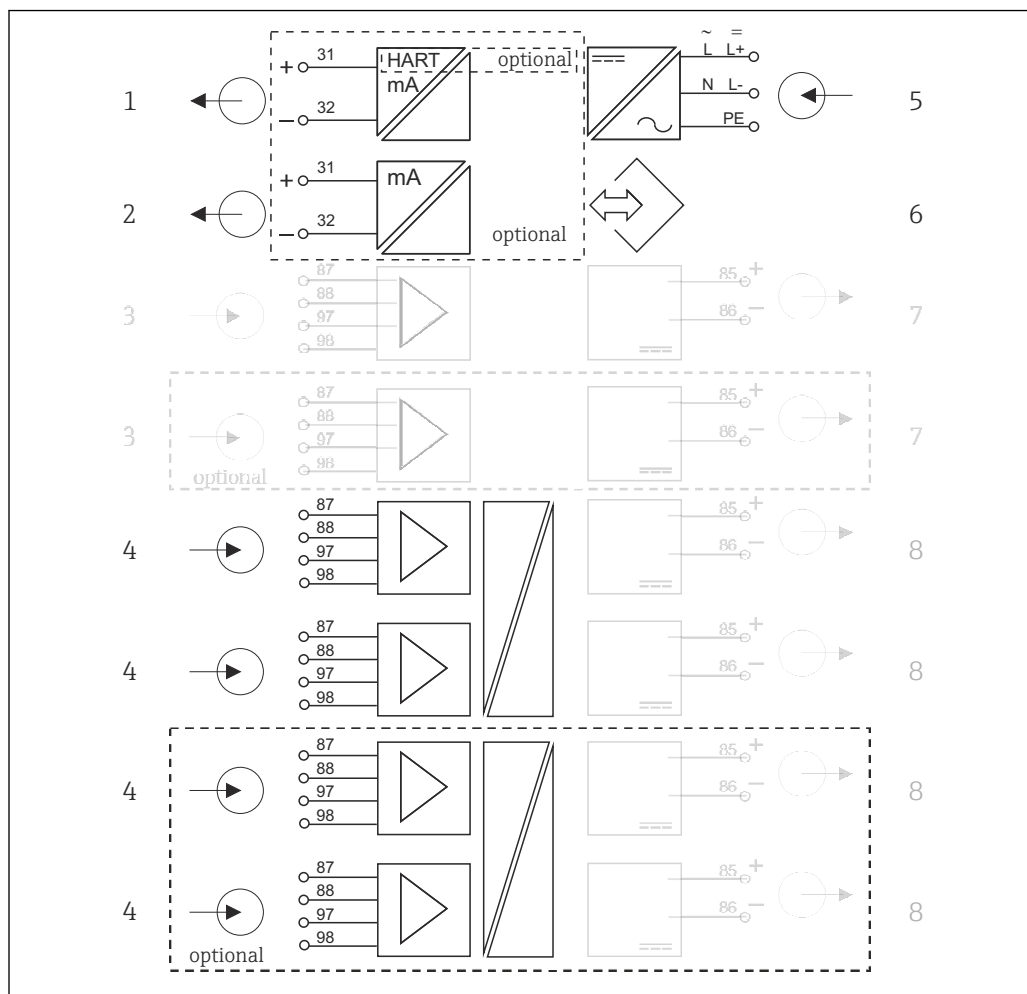 ~ =
31 HART optional L L+
+ mA
1 32 N L- 5
− PE
31 mA
+
2 32 6
− optional
87 85 +
88
3 97 86 − 7
98
87 85 +
88
3 97 86 − 7
98
optional
87 85 +
88
4 97 86 − 8
98
87 85 +
88
4 97 86 − 8
98
87 85 +
88
4 97 86 − 8
98
87 85 +
88
4 97 86 − 8
98
optional